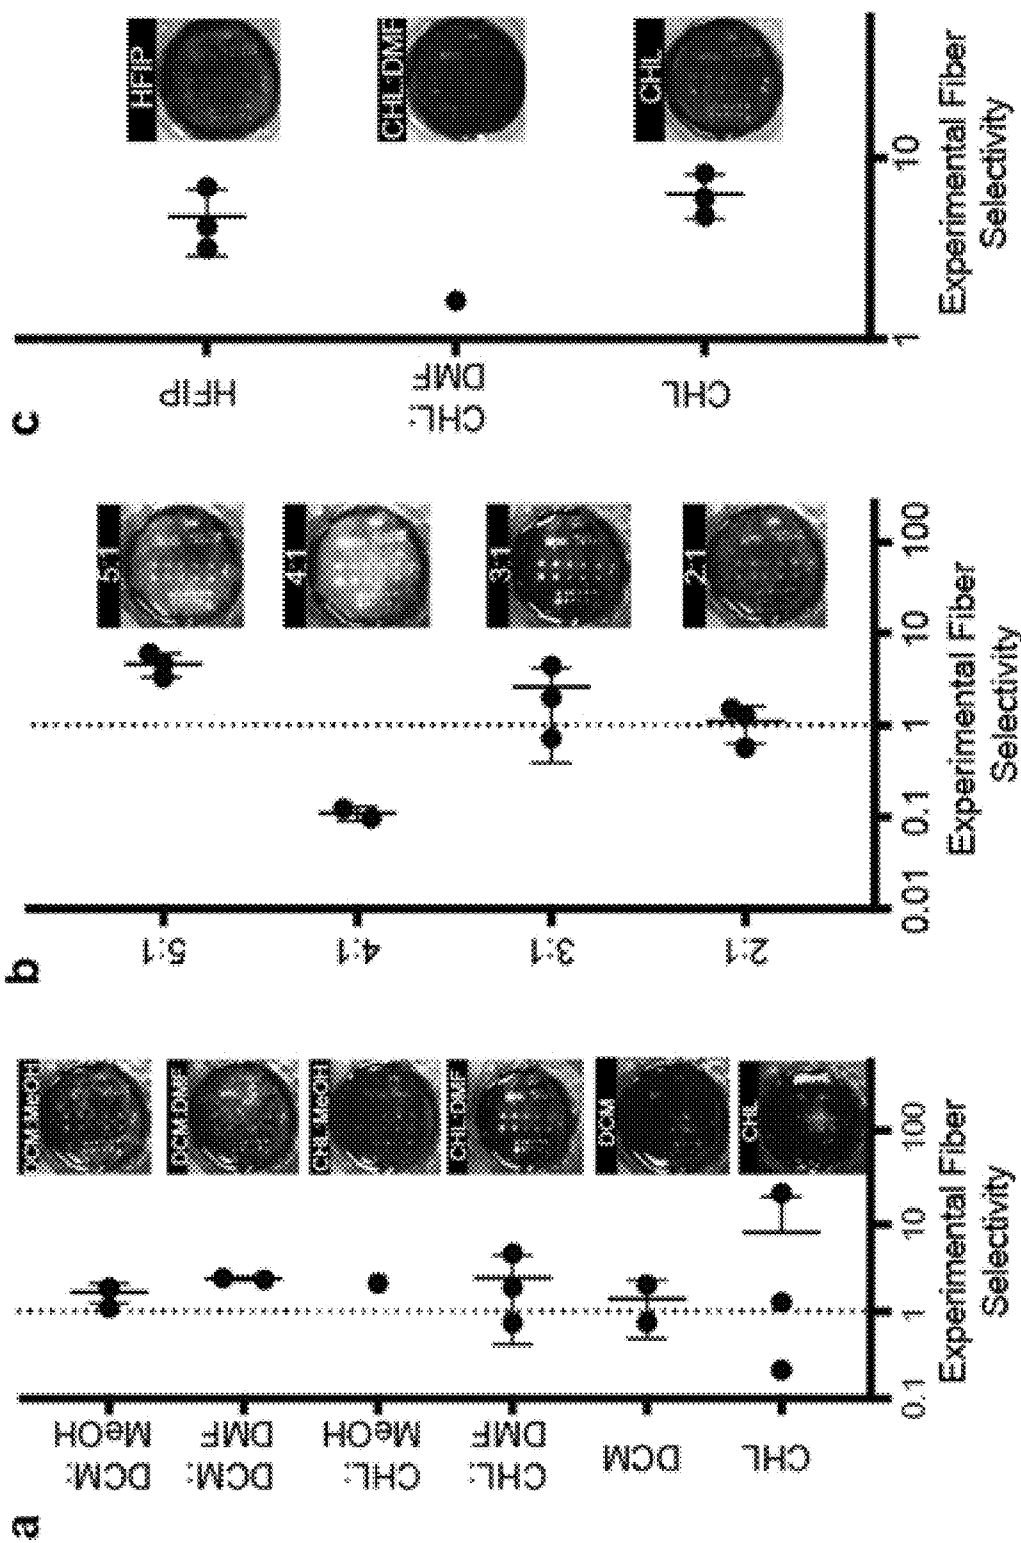 a
DCM:
MeOH
DCM:
DMF
CHL:
MeOH
CHL:
DMF
DCM
CHL
DCM:MeOH
DCM:DMF
CHL:MeOH
CHL:DMF
DCM
CHL
0.1
1
10
100
Experimental Fiber
Selectivity
b
5:1
4:1
3:1
2:1
5:1
4:1
3:1
2:1
0.01
0.1
1
10
100
Experimental Fiber
Selectivity
c
HFIP
CHL:
DMF
CHL
HFIP
CHL:DMF
CHL
1
10
Experimental Fiber
Selectivity